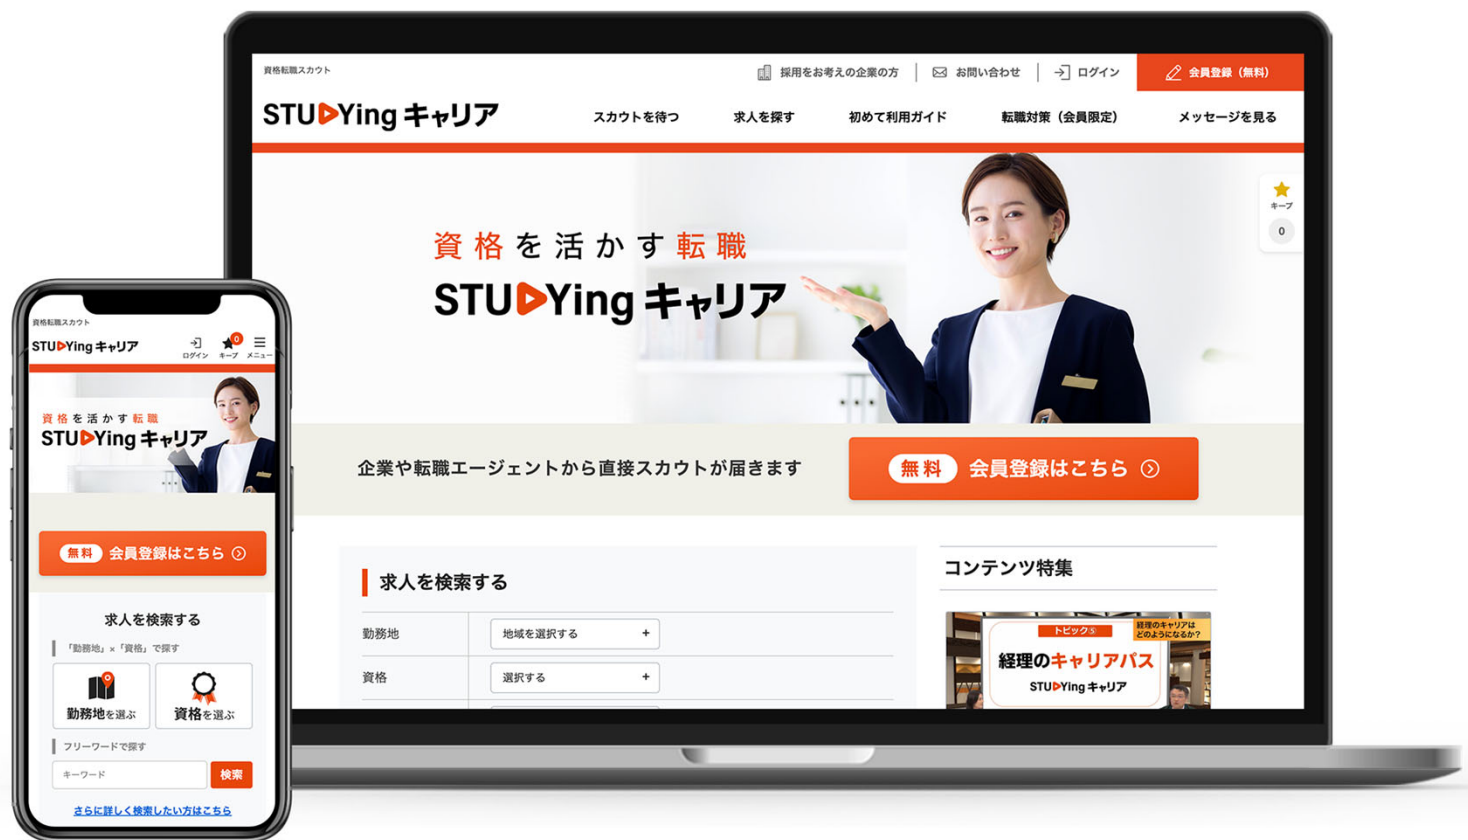 資格転職スカウト
採用をお考えの企業の方
お問い合わせ
ログイン
会員登録（無料）
STUDYing キャリア
スカウトを待つ
求人を探す
初めて利用ガイド
転職対策（会員限定）
メッセージを見る
キープ
0
資格を活かす転職
STUDYing キャリア
企業や転職エージェントから直接スカウトが届きます
無料 会員登録はこちら
求人を検索する
勤務地
地域を選択する +
資格
選択する +
コンテンツ特集
トピック⑤
経理のキャリアは
どのようになるか？
経理のキャリアパス
STUDYing キャリア
資格転職スカウト
STUDYing キャリア
ログイン
0
キープ
メニュー
資格を活かす転職
STUDYing キャリア
無料 会員登録はこちら
求人を検索する
「勤務地」×「資格」で探す
勤務地を選ぶ
資格を選ぶ
フリーワードで探す
キーワード
検索
さらに詳しく検索したい方はこちら